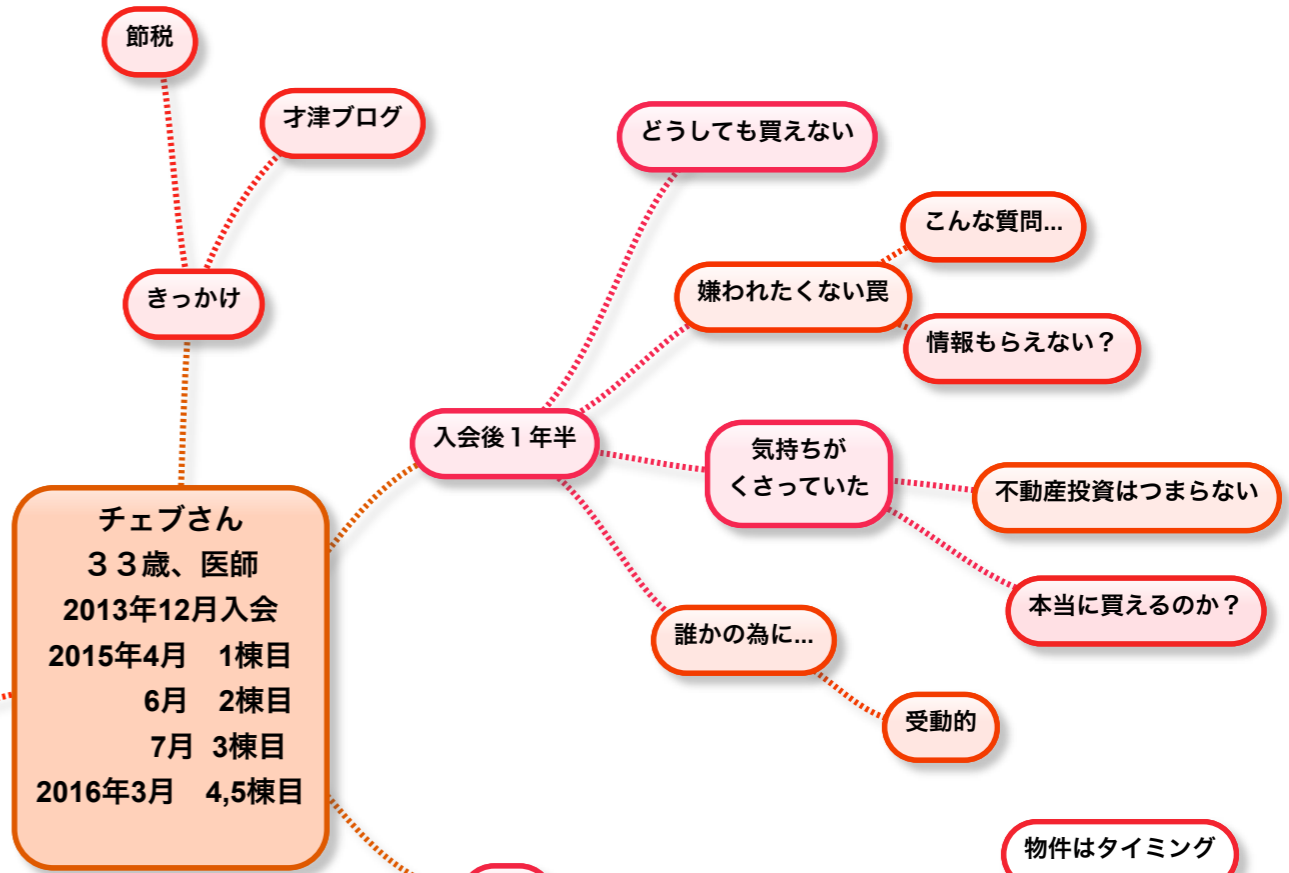 節税
才津ブログ
きっかけ
チェブさん
３３歳、医師
2013年12月入会
2015年4月　1棟目
6月　2棟目
7月 3棟目
2016年3月　4,5棟目
入会後１年半
どうしても買えない
嫌われたくない罠
こんな質問...
情報もらえない？
気持ちが
くさっていた
不動産投資はつまらない
本当に買えるのか？
誰かの為に...
受動的
物件はタイミング